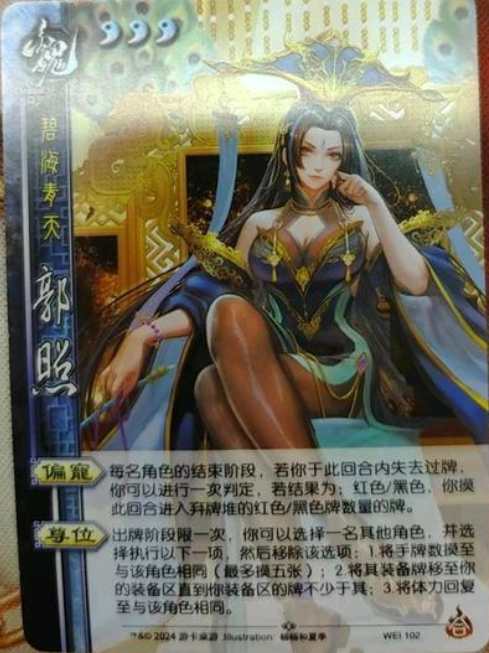 魏
碧海青天
郭照
偏寵
每名角色的结束阶段，若你于此回合内失去过牌，
你可以进行一次判定，若结果为：红色/黑色，你摸
此回合进入弃牌堆的红色/黑色牌数量的牌。
尊位
出牌阶段限一次，你可以选择一名其他角色，并选
择执行以下一项，然后移除该选项：1.将手牌数摸至
与该角色相同（最多摸五张）；2.将其装备牌移至你
的装备区直到你装备区的牌不少于其；3.将体力回复
至与该角色相同。
™&© 2024 游卡桌游 Illustration: 畅畅和夏季
WEI 102
合